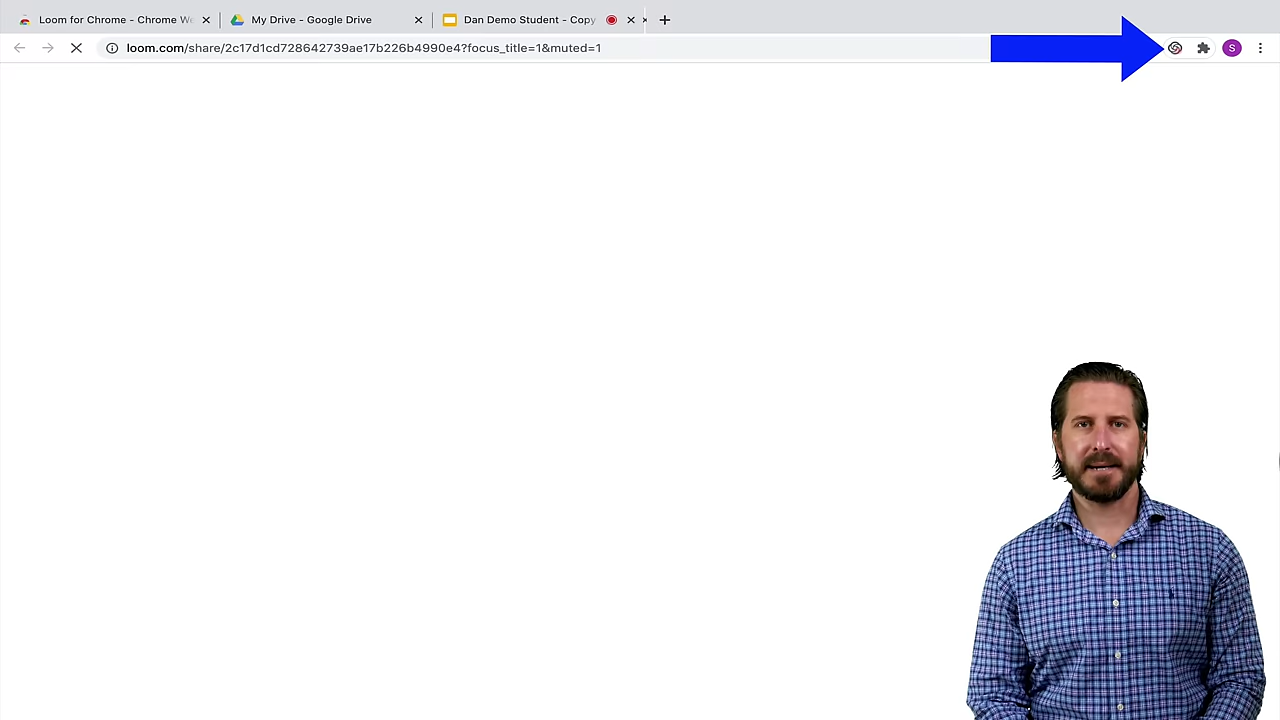 Loom for Chrome - Chrome We
My Drive - Google Drive
Dan Demo Student - Copy
loom.com/share/2c17d1cd728642739ae17b226b4990e4?focus_title=1&muted=1
S